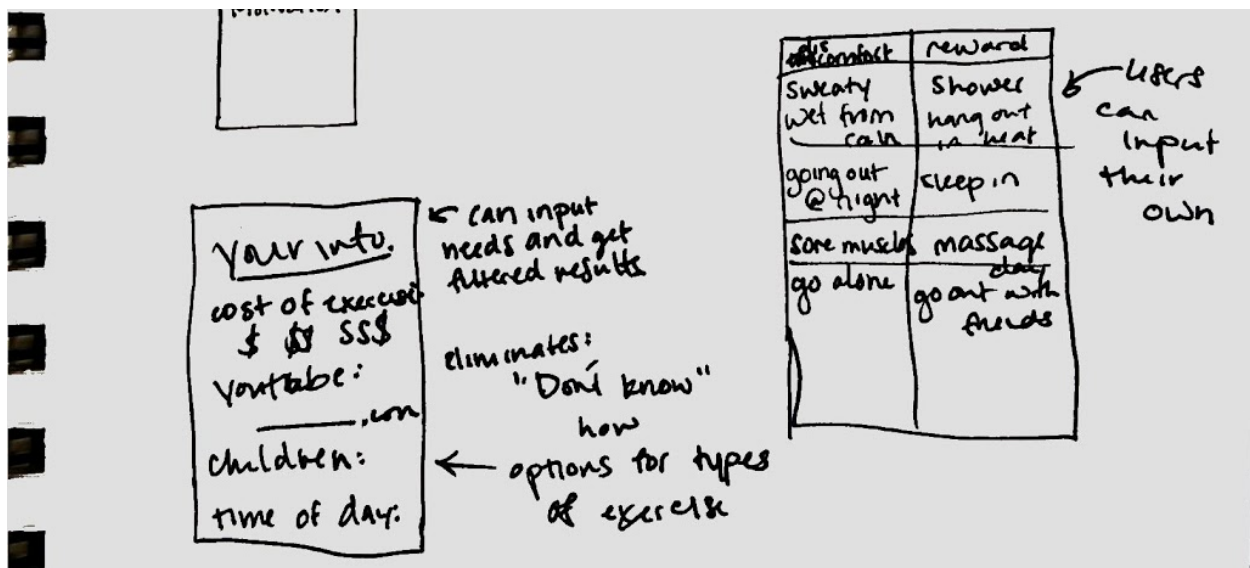 Your info.
cost of exercise
$ $$ $$$
Youtube:
.com
children:
time of day:
can input
needs and get
filtered results
eliminates:
"Don't know"
how
options for types
of exercise
discomfort reward
sweaty shower
wet from rain hang out in heat
going out @ night sleep in
sore muscles massage day
go alone go out with friends
users
can
input
their
own